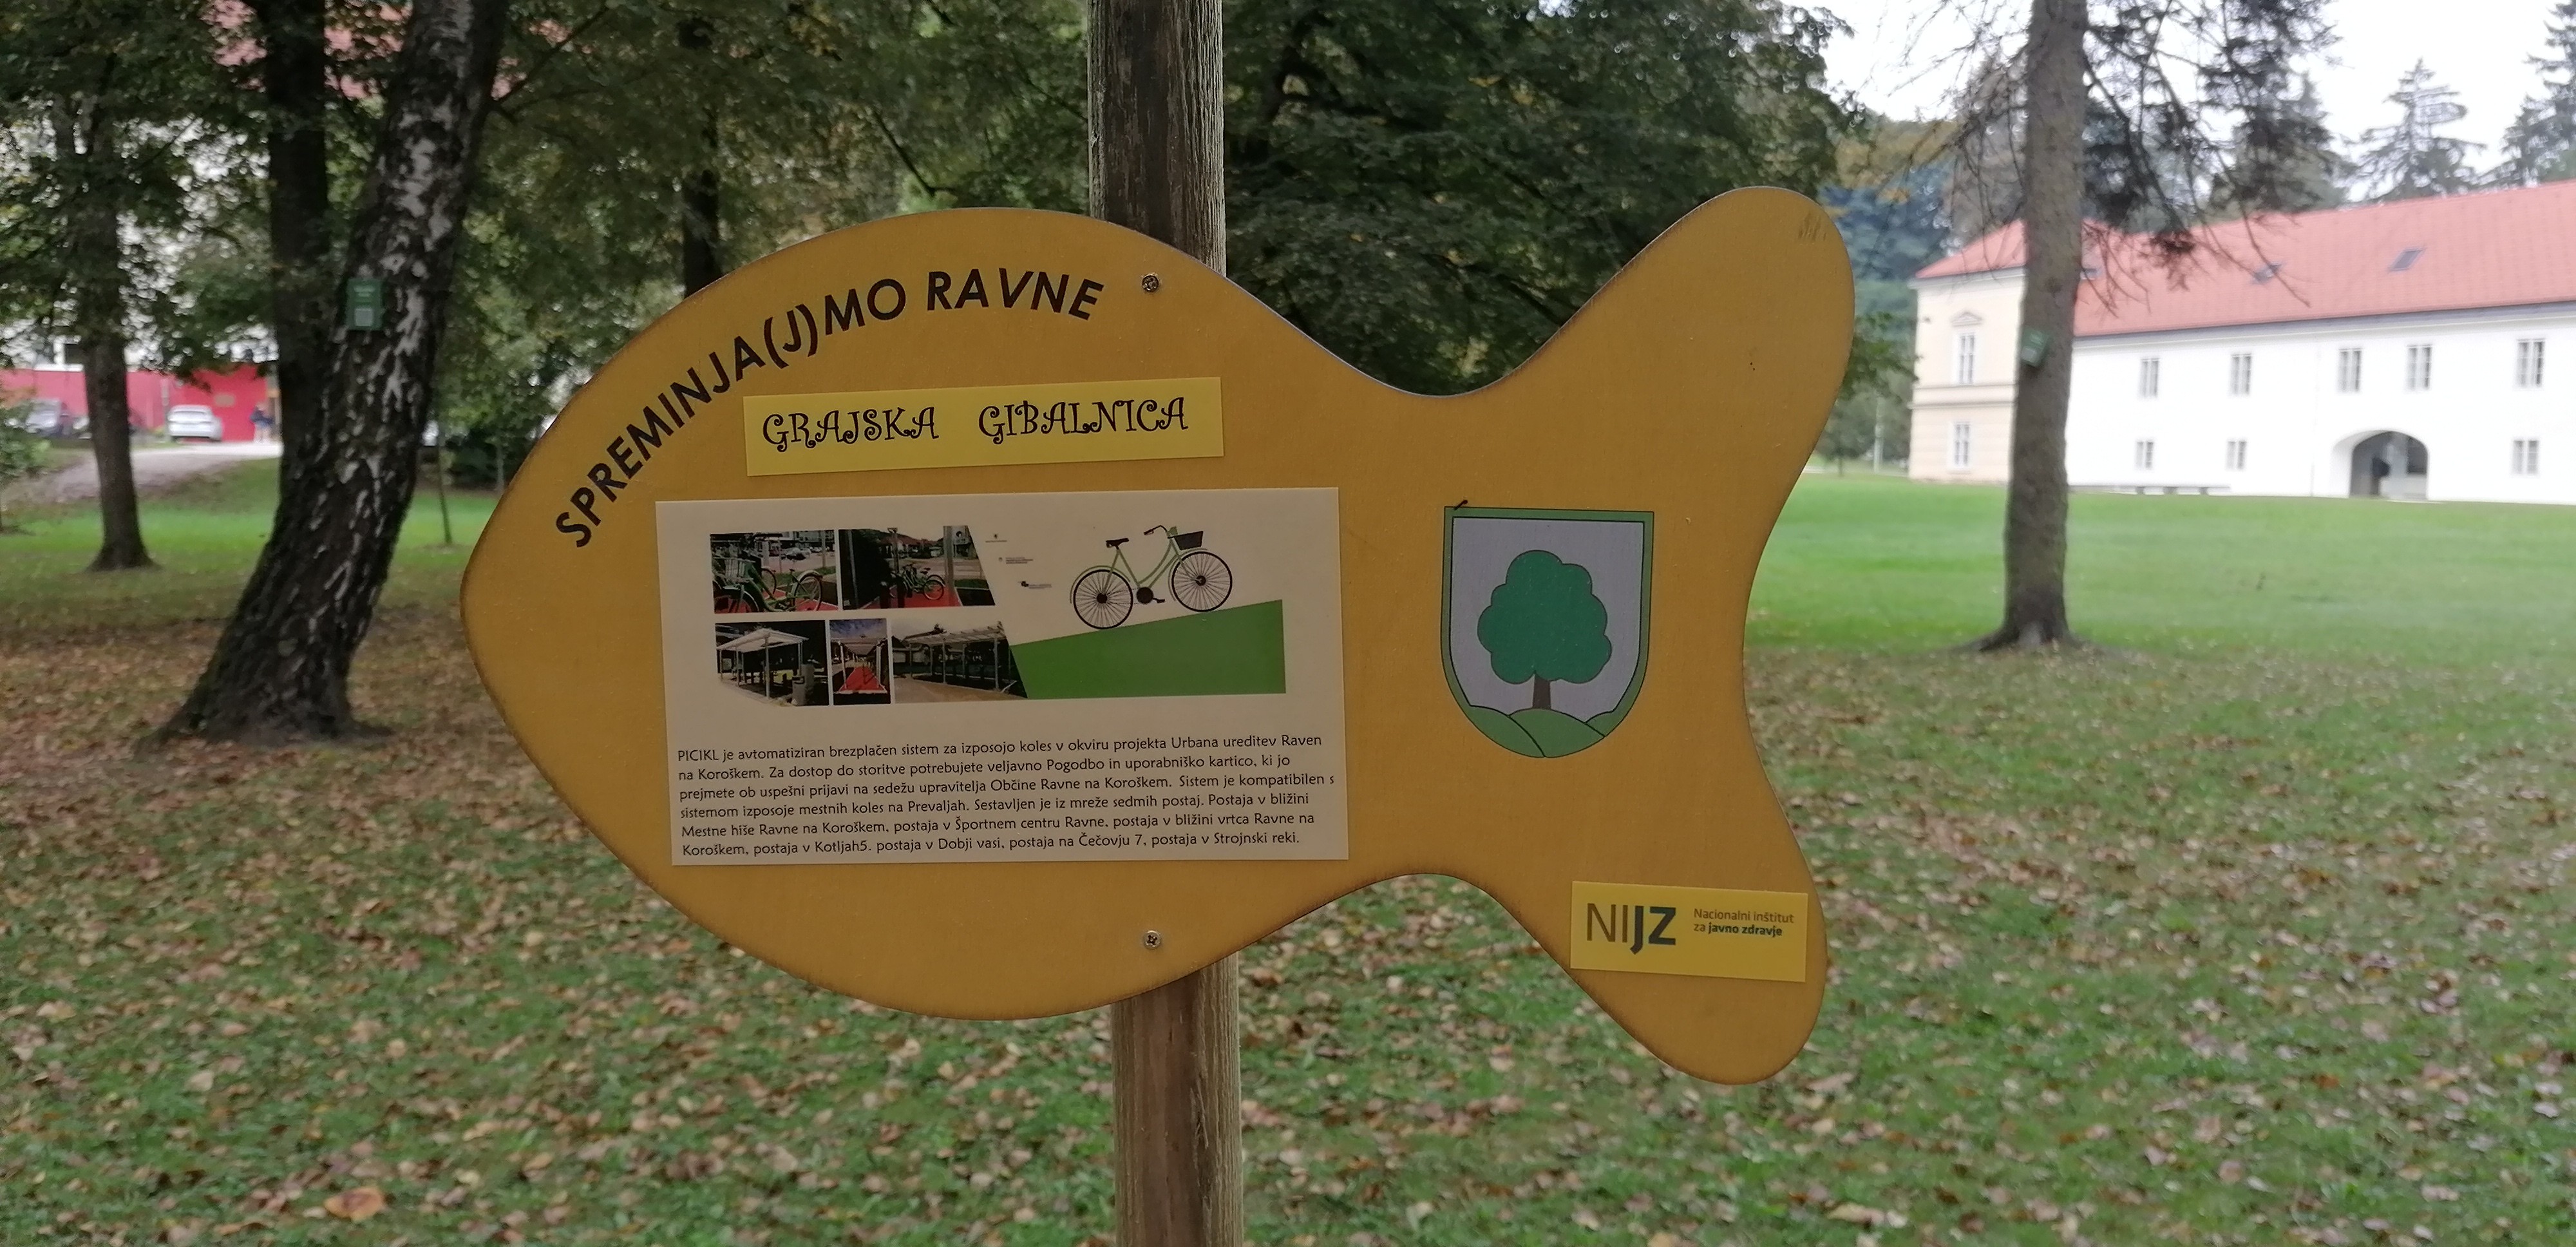 SPREMINJA(J)MO RAVNE
GRAJSKA GIBALNICA
PICIKL je avtomatiziran brezplačen sistem za izposojo koles v okviru projekta Urbana ureditev Raven
na Koroškem. Za dostop do storitve potrebujete veljavno Pogodbo in uporabniško kartico, ki jo
prejmete ob uspešni prijavi na sedežu upravitelja Občine Ravne na Koroškem. Sistem je kompatibilen s
sistemom izposoje mestnih koles na Prevaljah. Sestavljen je iz mreže sedmih postaj. Postaja v bližini
Mestne hiše Ravne na Koroškem, postaja v Športnem centru Ravne, postaja v bližini vrtca Ravne na
Koroškem, postaja v Kotljah5. postaja v Dobji vasi, postaja na Čečovju 7, postaja v Strojnski reki.
NIJZ
Nacionalni inštitut
za javno zdravje